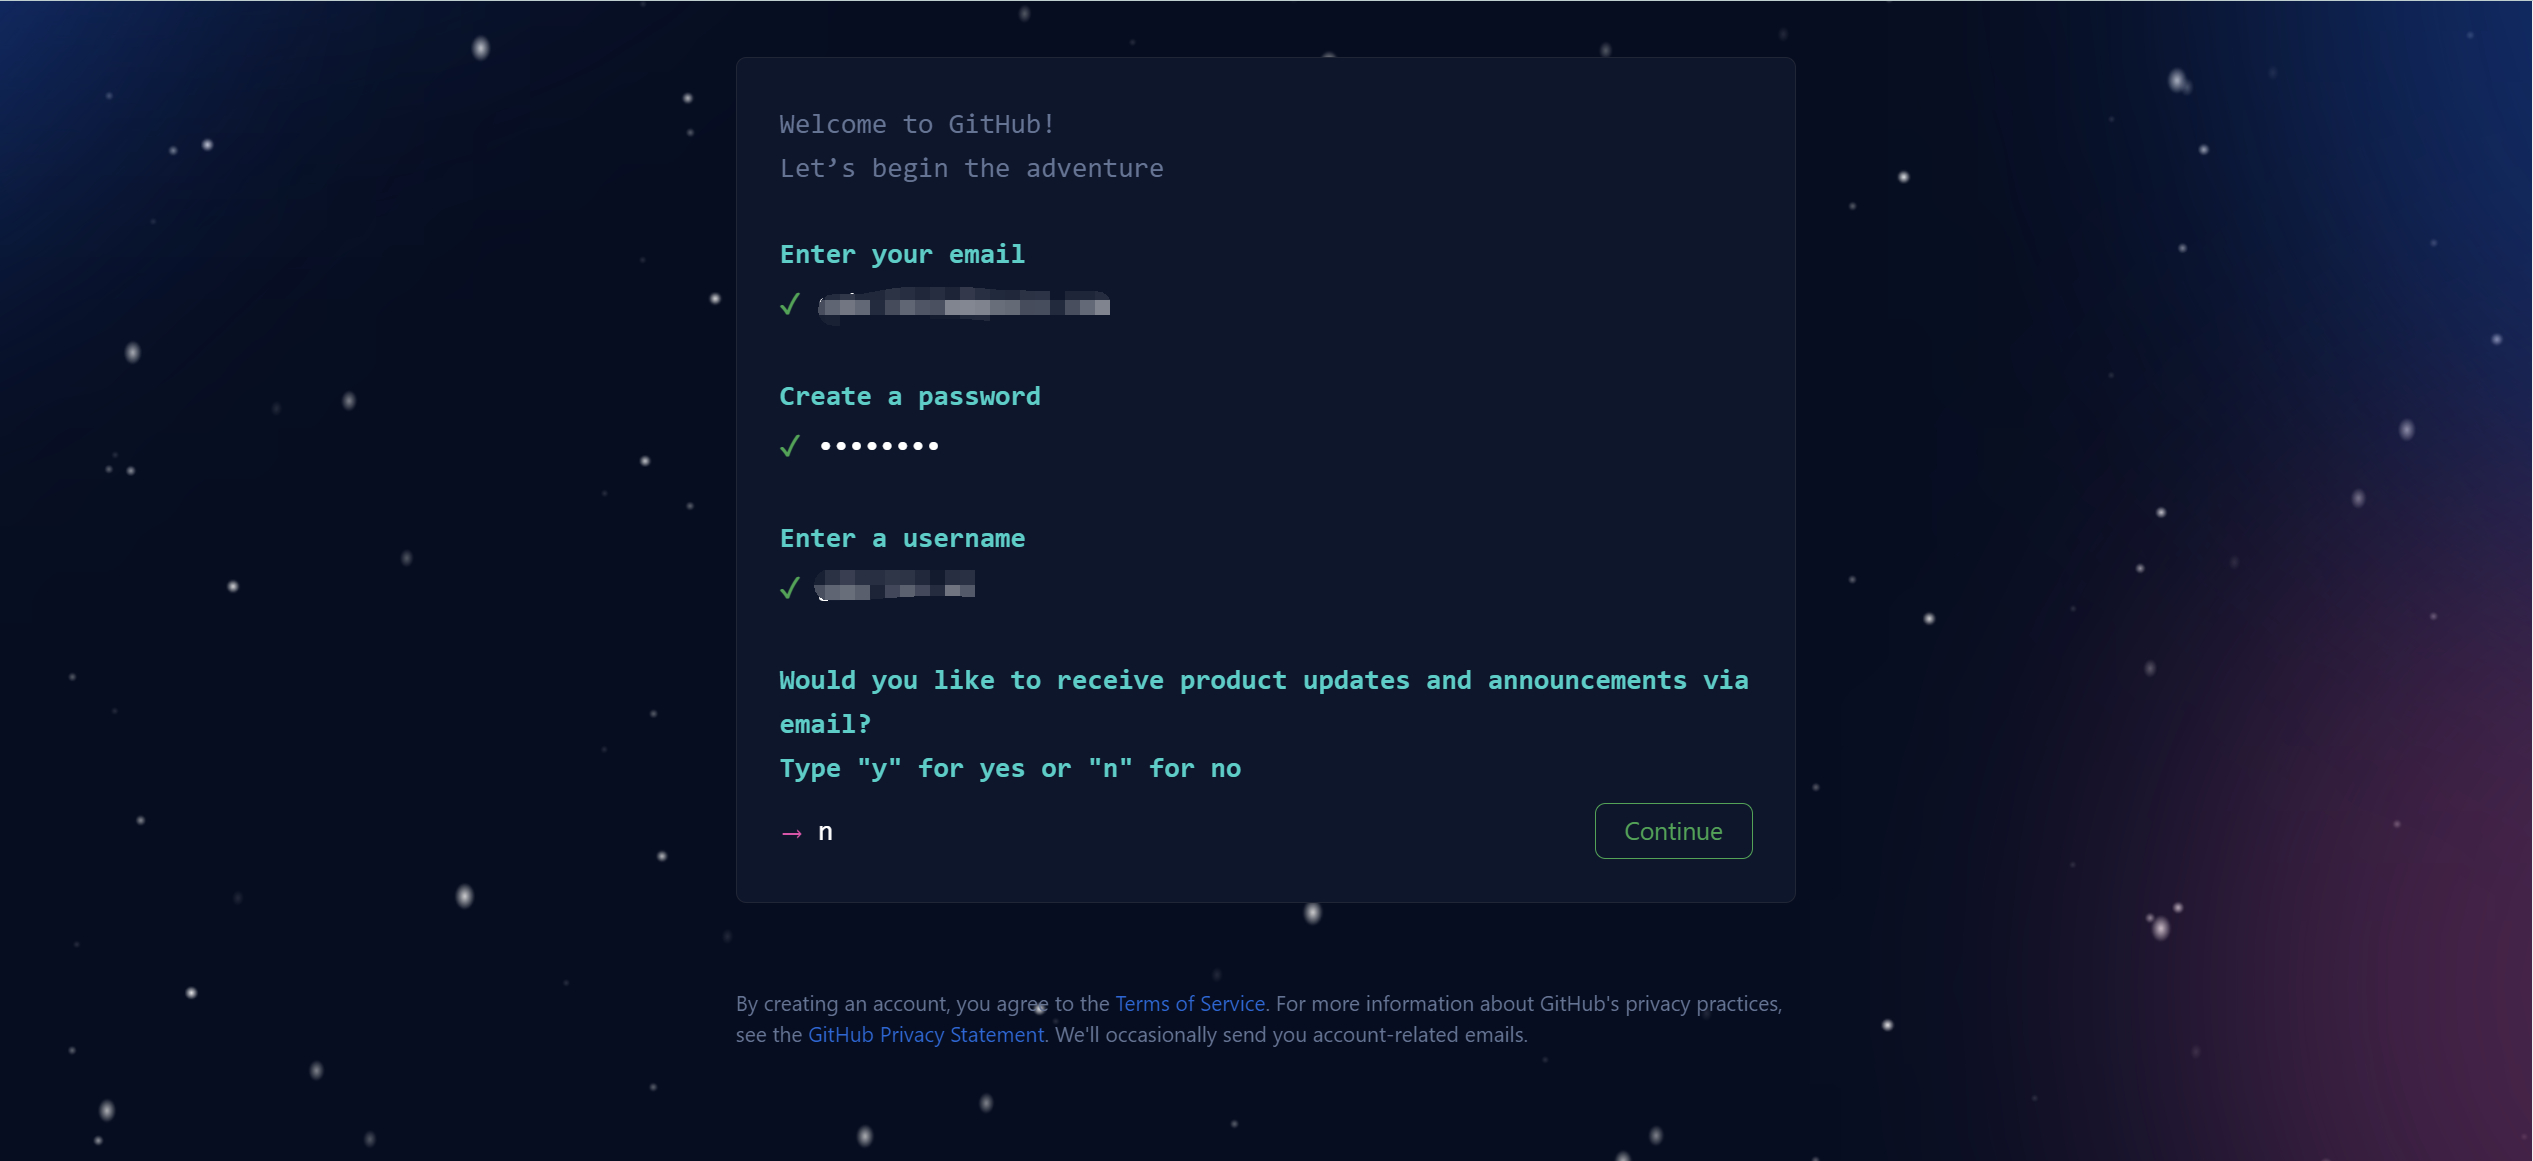 Welcome to GitHub!
Let’s begin the adventure
Enter your email
✓
Create a password
✓ ••••••••
Enter a username
✓
Would you like to receive product updates and announcements via
email?
Type "y" for yes or "n" for no
→ n
Continue
By creating an account, you agree to the Terms of Service. For more information about GitHub's privacy practices,
see the GitHub Privacy Statement. We'll occasionally send you account-related emails.